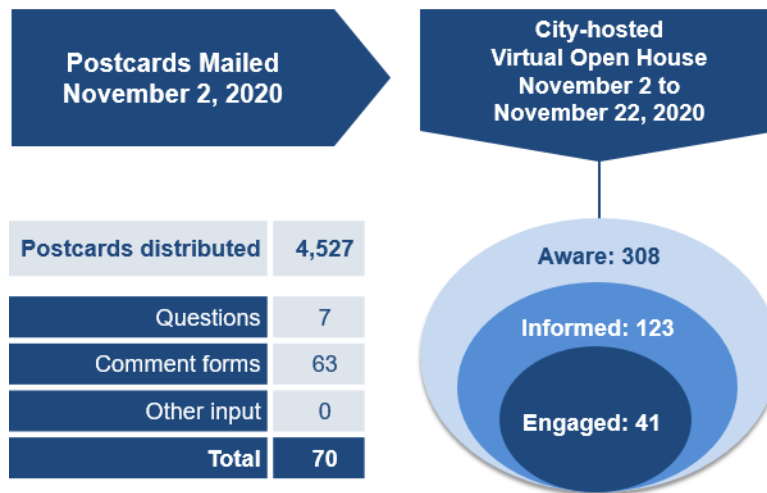 Postcards Mailed
November 2, 2020
City-hosted
Virtual Open House
November 2 to
November 22, 2020
Postcards distributed 4,527
Questions 7
Comment forms 63
Other input 0
Total 70
Aware: 308
Informed: 123
Engaged: 41